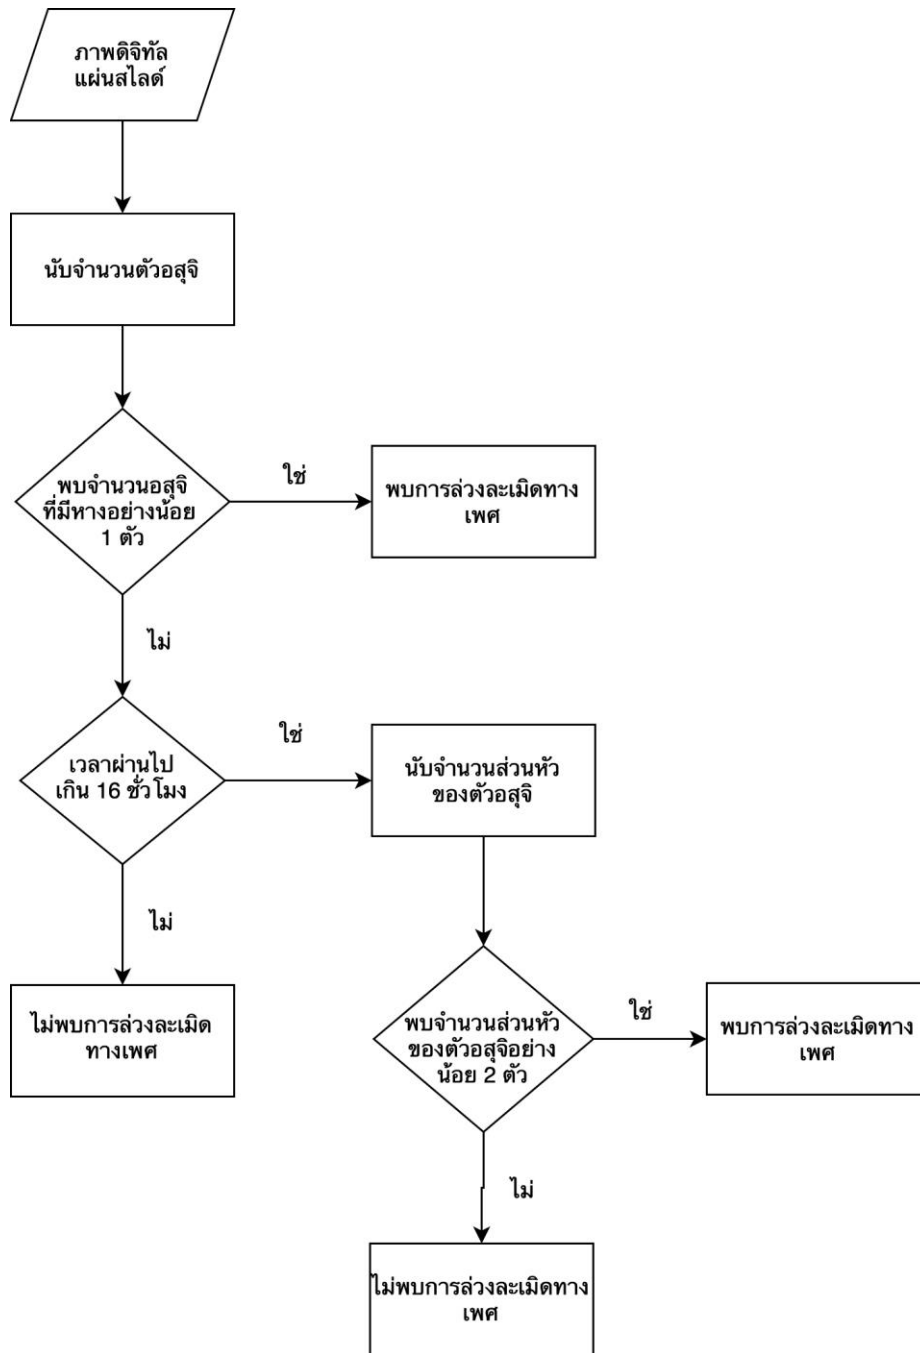 ภาพดิจิทัล
แผ่นสไลด์
นับจำนวนตัวอสุจิ
พบจำนวนอสุจิ
ที่มีหางอย่างน้อย
1 ตัว
ใช่
พบการล่วงละเมิดทาง
เพศ
ไม่
เวลาผ่านไป
เกิน 16 ชั่วโมง
ใช่
นับจำนวนส่วนหัว
ของตัวอสุจิ
ไม่
ไม่พบการล่วงละเมิด
ทางเพศ
พบจำนวนส่วนหัว
ของตัวอสุจิอย่าง
น้อย 2 ตัว
ใช่
พบการล่วงละเมิดทาง
เพศ
ไม่
ไม่พบการล่วงละเมิดทาง
เพศ